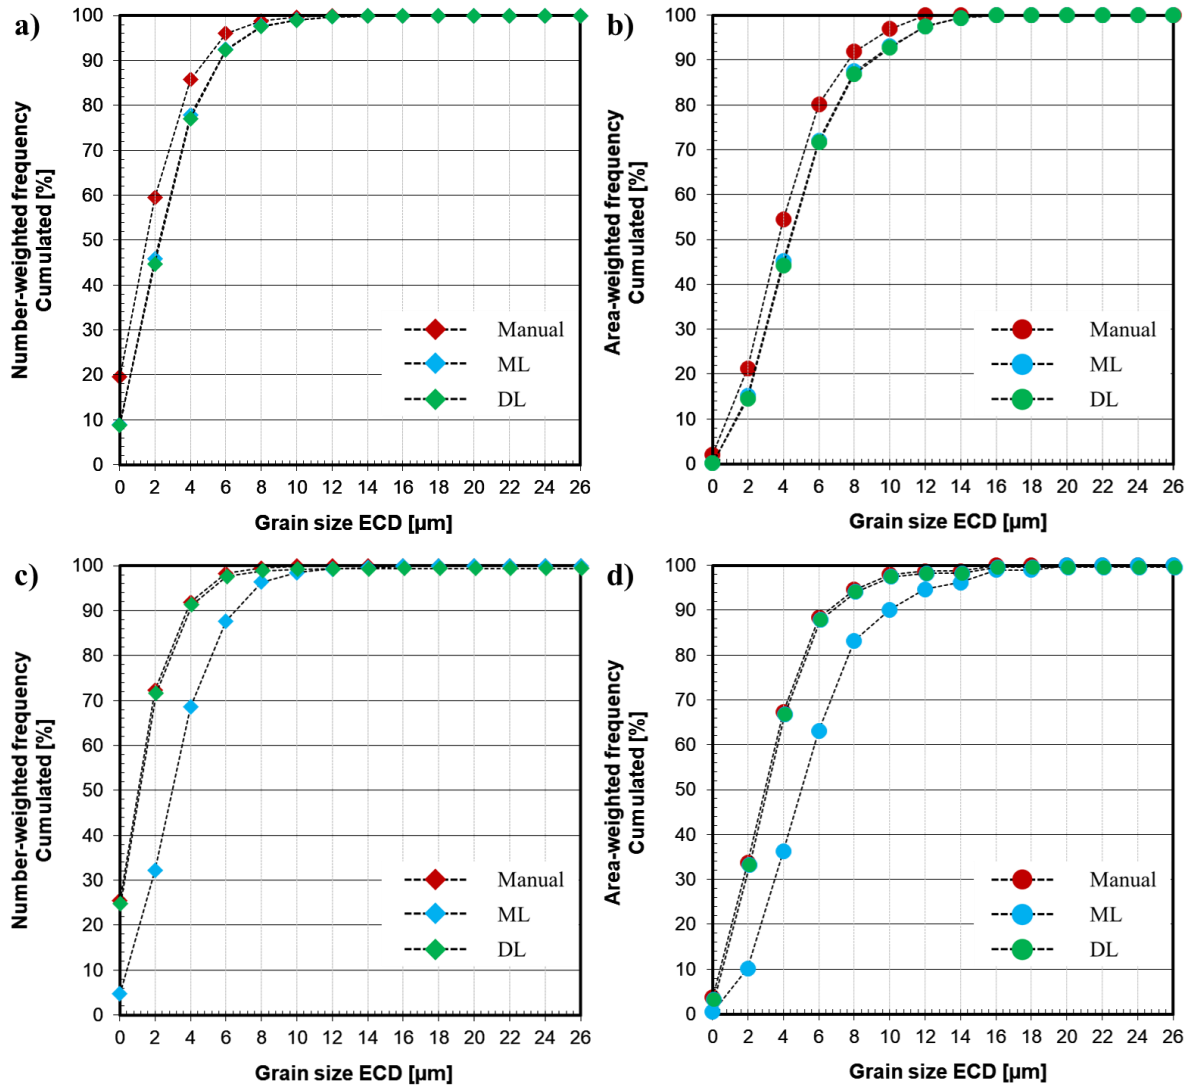 a)
Number-weighted frequency
Cumulated [%]
100
90
80
70
60
50
40
30
20
10
0
Manual
ML
DL
0 2 4 6 8 10 12 14 16 18 20 22 24 26
Grain size ECD [µm]
b)
Area-weighted frequency
Cumulated [%]
100
90
80
70
60
50
40
30
20
10
0
Manual
ML
DL
0 2 4 6 8 10 12 14 16 18 20 22 24 26
Grain size ECD [µm]
c)
Number-weighted frequency
Cumulated [%]
100
90
80
70
60
50
40
30
20
10
0
Manual
ML
DL
0 2 4 6 8 10 12 14 16 18 20 22 24 26
Grain size ECD [µm]
d)
Area-weighted frequency
Cumulated [%]
100
90
80
70
60
50
40
30
20
10
0
Manual
ML
DL
0 2 4 6 8 10 12 14 16 18 20 22 24 26
Grain size ECD [µm]